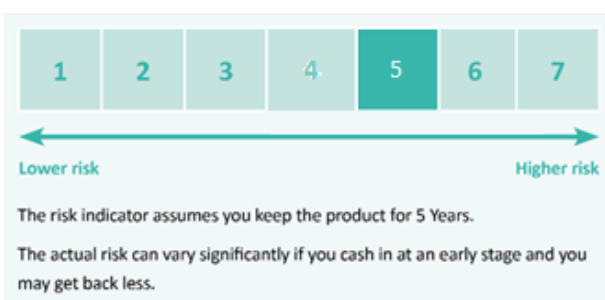 1 2 3 4 5 6 7
Lower risk Higher risk
The risk indicator assumes you keep the product for 5 Years.
The actual risk can vary significantly if you cash in at an early stage and you
may get back less.